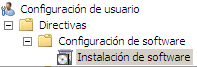 Configuración de usuario
Directivas
Configuración de software
Instalación de software